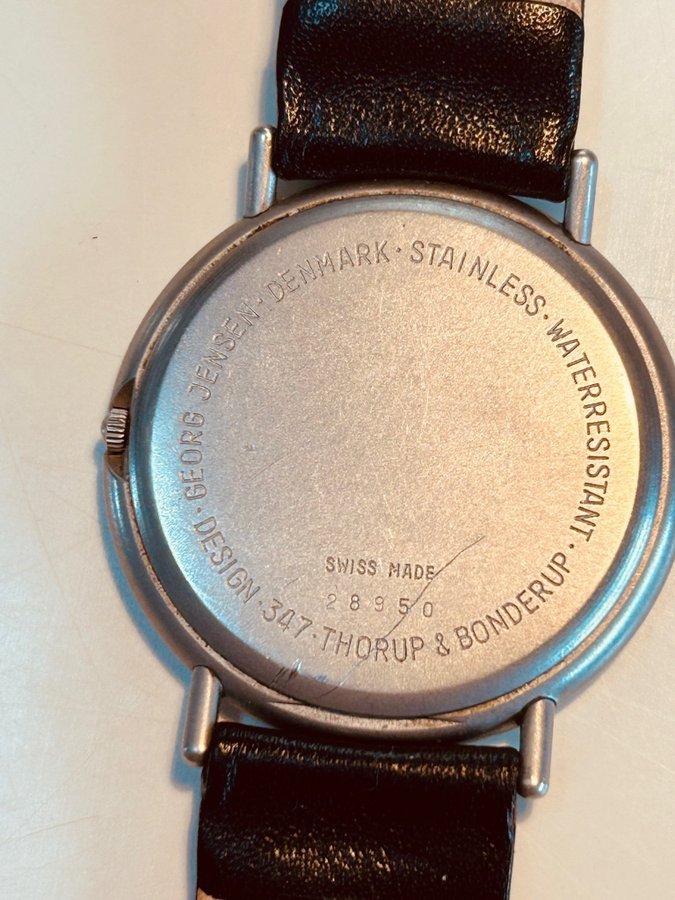 · GEORG JENSEN · DENMARK · STAINLESS · WATERRESISTANT · DESIGN · 347 · THORUP & BONDERUP
SWISS MADE
28950